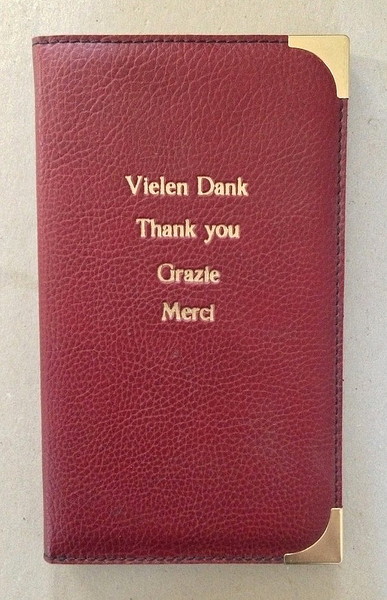 Vielen Dank
Thank you
Grazie
Merci